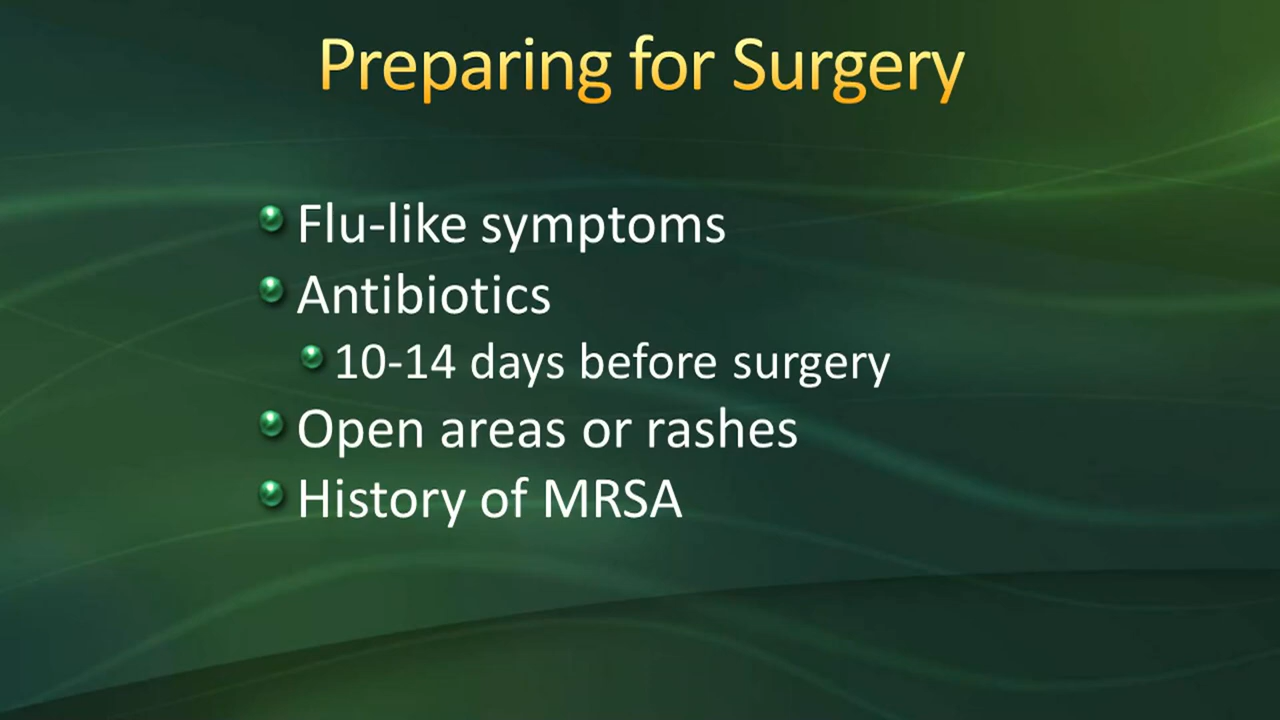 Preparing for Surgery
Flu-like symptoms
Antibiotics
10-14 days before surgery
Open areas or rashes
History of MRSA